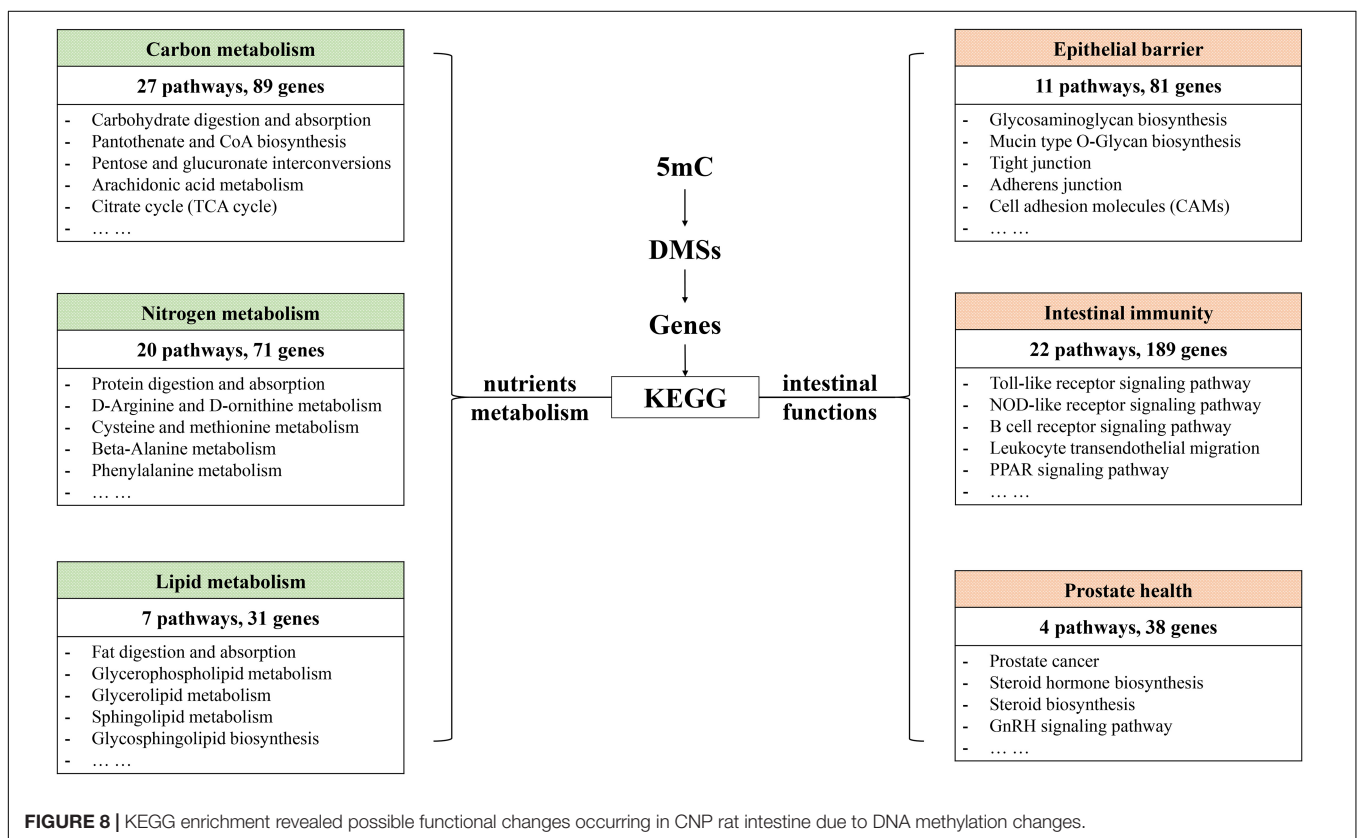 Carbon metabolism
27 pathways, 89 genes
- Carbohydrate digestion and absorption
- Pantothenate and CoA biosynthesis
- Pentose and glucuronate interconversions
- Arachidonic acid metabolism
- Citrate cycle (TCA cycle)
- … …
Nitrogen metabolism
20 pathways, 71 genes
- Protein digestion and absorption
- D-Arginine and D-ornithine metabolism
- Cysteine and methionine metabolism
- Beta-Alanine metabolism
- Phenylalanine metabolism
- … …
Lipid metabolism
7 pathways, 31 genes
- Fat digestion and absorption
- Glycerophospholipid metabolism
- Glycerolipid metabolism
- Sphingolipid metabolism
- Glycosphingolipid biosynthesis
- … …
5mC
DMSs
Genes
KEGG
nutrients
metabolism
intestinal
functions
Epithelial barrier
11 pathways, 81 genes
- Glycosaminoglycan biosynthesis
- Mucin type O-Glycan biosynthesis
- Tight junction
- Adherens junction
- Cell adhesion molecules (CAMs)
- … …
Intestinal immunity
22 pathways, 189 genes
- Toll-like receptor signaling pathway
- NOD-like receptor signaling pathway
- B cell receptor signaling pathway
- Leukocyte transendothelial migration
- PPAR signaling pathway
- … …
Prostate health
4 pathways, 38 genes
- Prostate cancer
- Steroid hormone biosynthesis
- Steroid biosynthesis
- GnRH signaling pathway
- … …
FIGURE 8 | KEGG enrichment revealed possible functional changes occurring in CNP rat intestine due to DNA methylation changes.